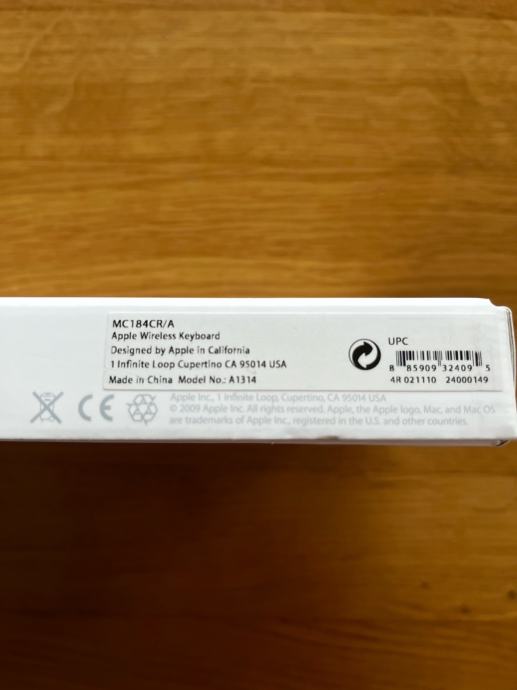 MC184CR/A
Apple Wireless Keyboard
Designed by Apple in California
1 Infinite Loop Cupertino CA 95014 USA
Made in China Model No.: A1314
UPC
8 85909 32409 5
4R 021110 24000149
Apple Inc., 1 Infinite Loop, Cupertino, CA 95014 USA
© 2009 Apple Inc. All rights reserved. Apple, the Apple logo, Mac, and Mac OS
are trademarks of Apple Inc., registered in the U.S. and other countries.
CE